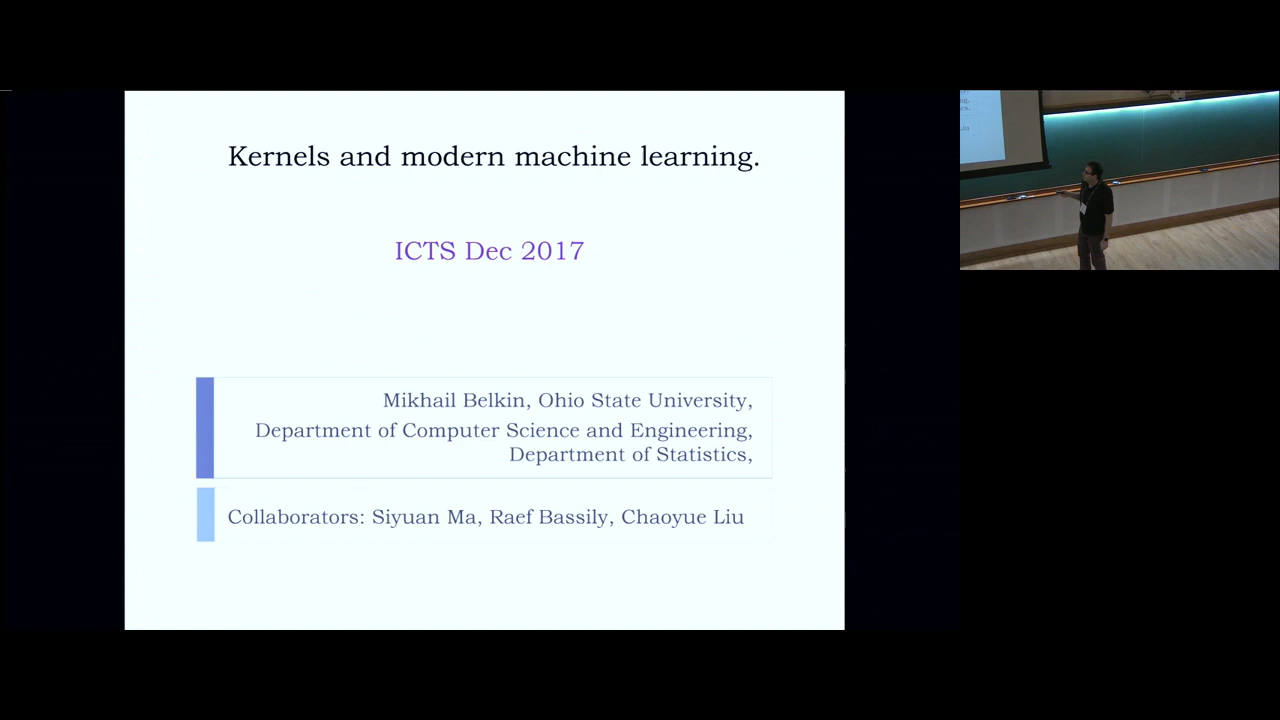 Kernels and modern machine learning.
ICTS Dec 2017
Mikhail Belkin, Ohio State University,
Department of Computer Science and Engineering,
Department of Statistics,
Collaborators: Siyuan Ma, Raef Bassily, Chaoyue Liu